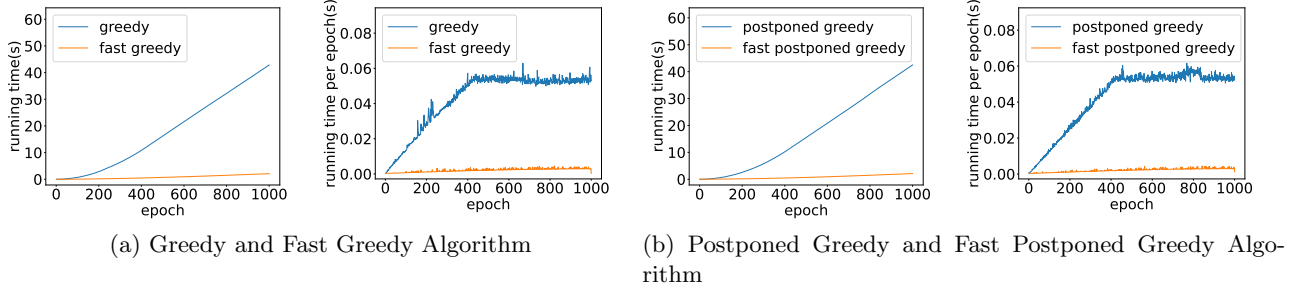 running time(s)
60
50
40
30
20
10
0
greedy
fast greedy
0 200 400 600 800 1000
epoch
running time per epoch(s)
0.08
0.06
0.04
0.02
0.00
greedy
fast greedy
0 200 400 600 800 1000
epoch
running time(s)
60
50
40
30
20
10
0
postponed greedy
fast postponed greedy
0 200 400 600 800 1000
epoch
running time per epoch(s)
0.08
0.06
0.04
0.02
0.00
postponed greedy
fast postponed greedy
0 200 400 600 800 1000
epoch
(a) Greedy and Fast Greedy Algorithm
(b) Postponed Greedy and Fast Postponed Greedy Algo-
rithm